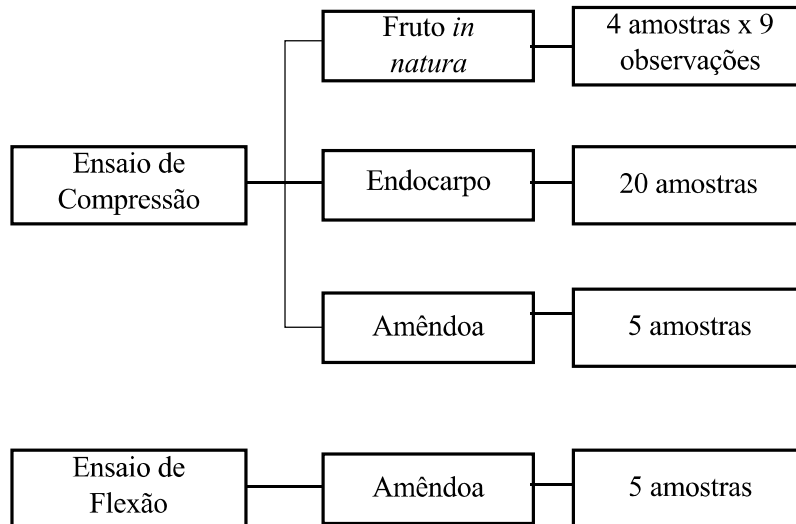 Fruto in
natura
4 amostras x 9
observações
Ensaio de
Compressão
Endocarpo
20 amostras
Amêndoa
5 amostras
Ensaio de
Flexão
Amêndoa
5 amostras